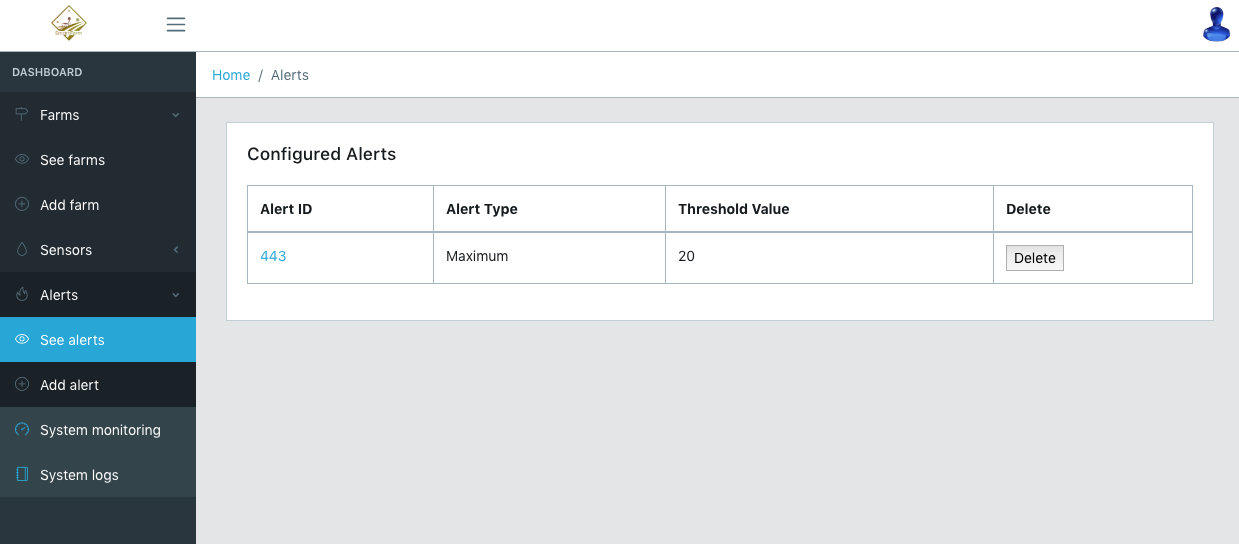 DASHBOARD
Farms
See farms
Add farm
Sensors
Alerts
See alerts
Add alert
System monitoring
System logs
Home / Alerts
Configured Alerts
Alert ID Alert Type Threshold Value Delete
443 Maximum 20 Delete